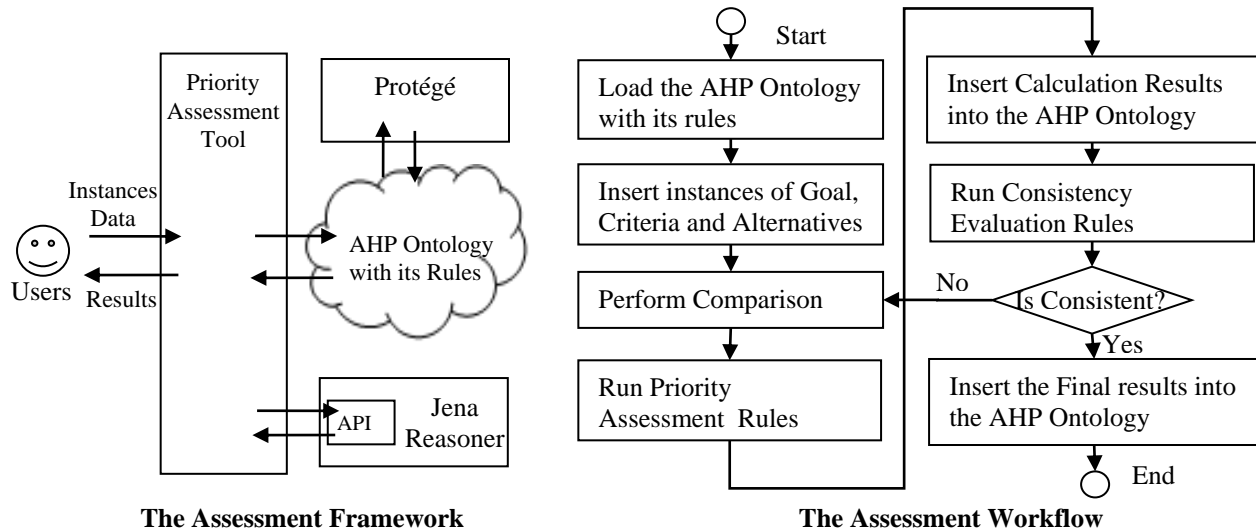 Priority
Assessment
Tool
Protégé
Instances
Data
Users
Results
AHP Ontology
with its Rules
API
Jena
Reasoner
The Assessment Framework
Start
Load the AHP Ontology
with its rules
Insert instances of Goal,
Criteria and Alternatives
Perform Comparison
Run Priority
Assessment Rules
Insert Calculation Results
into the AHP Ontology
Run Consistency
Evaluation Rules
Is Consistent?
No
Yes
Insert the Final results into
the AHP Ontology
End
The Assessment Workflow